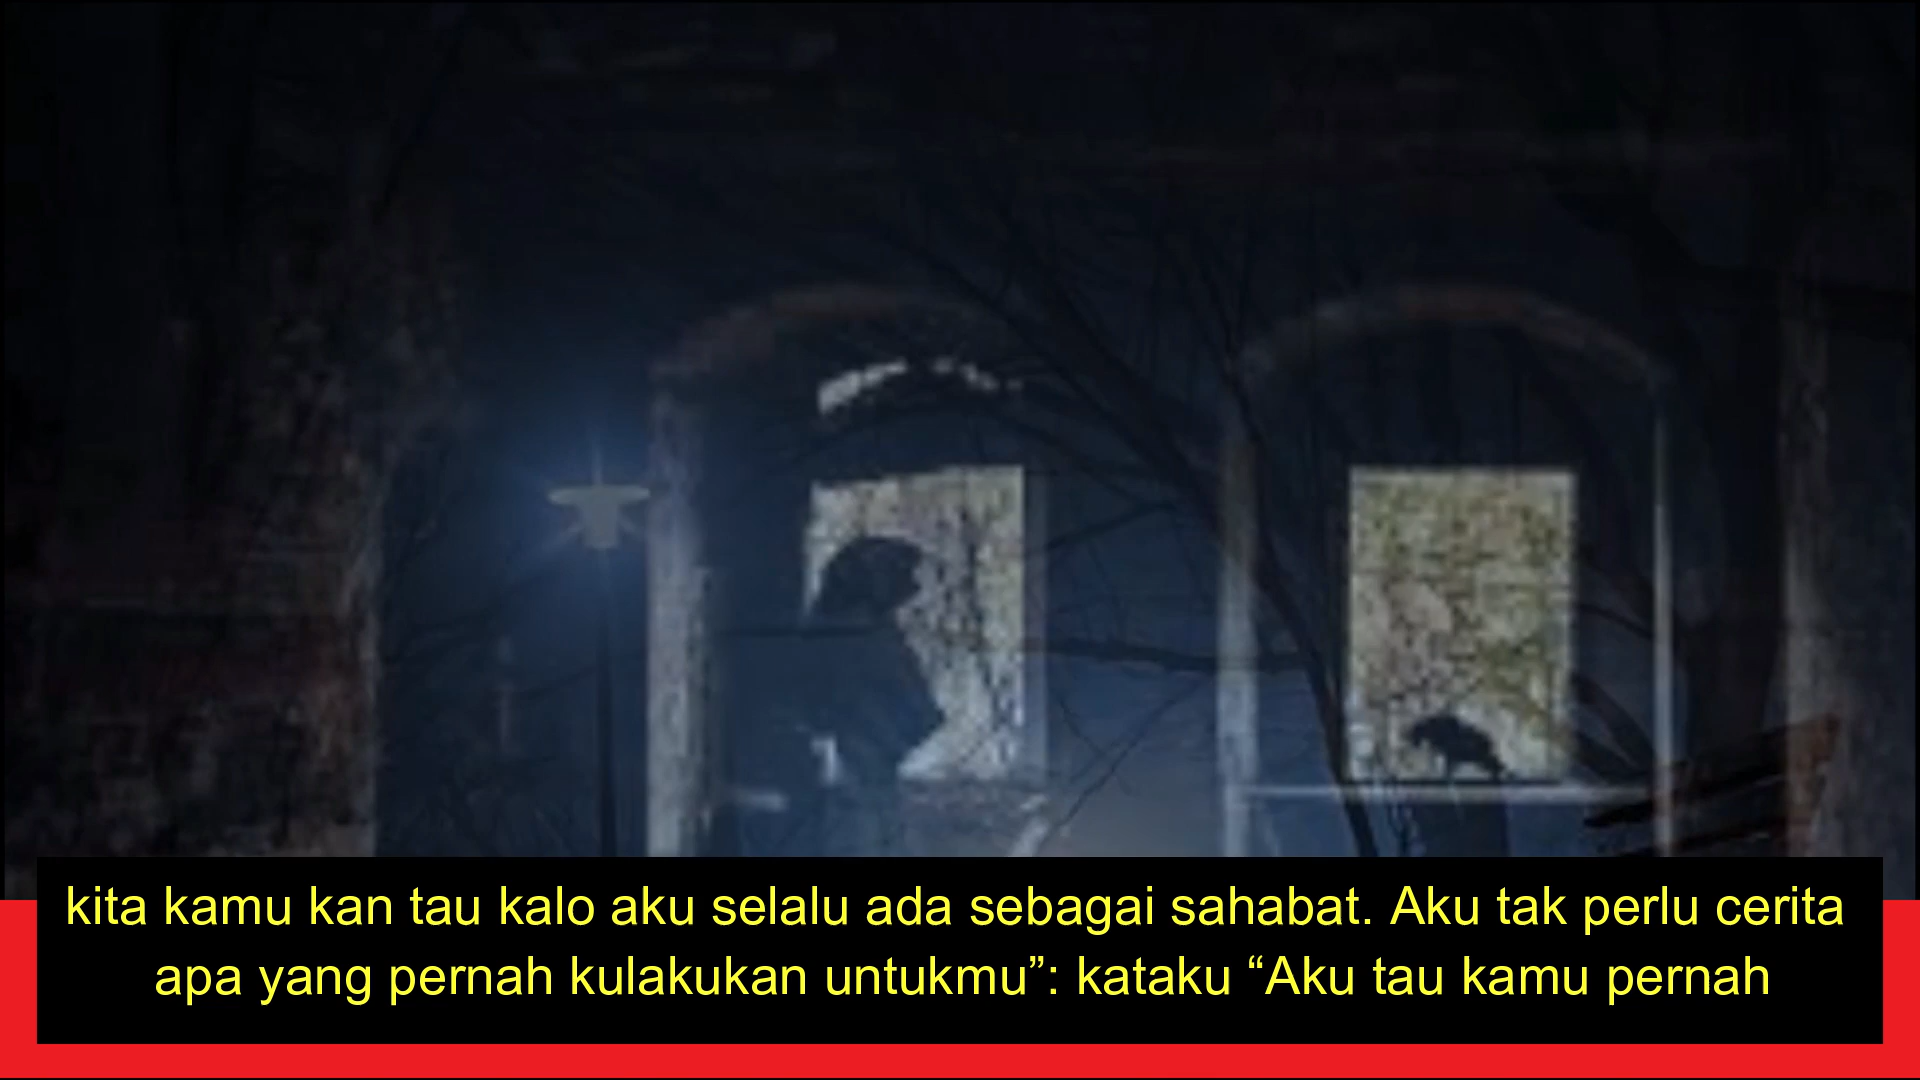 kita kamu kan tau kalo aku selalu ada sebagai sahabat. Aku tak perlu cerita
apa yang pernah kulakukan untukmu”: kataku “Aku tau kamu pernah